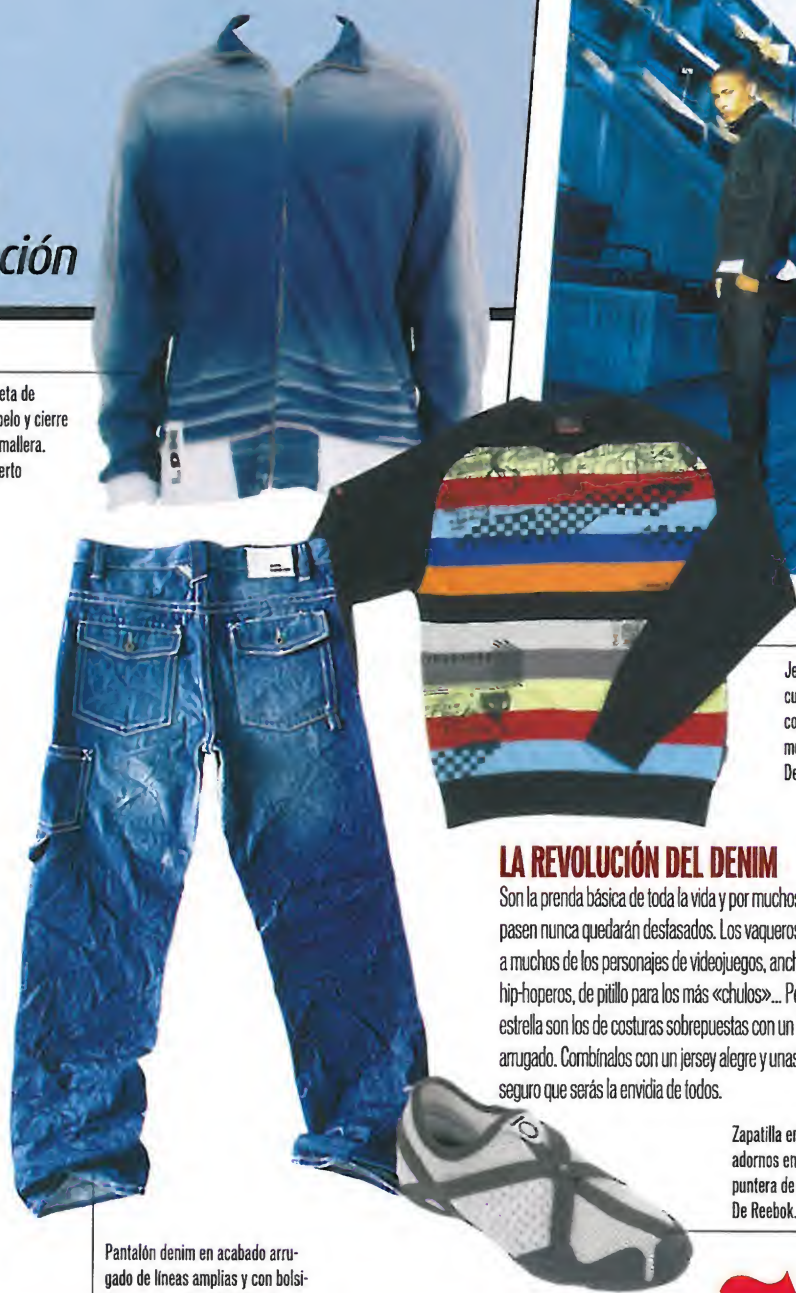 ción
eta de
pelo y cierre
mallera.
erto
LA REVOLUCIÓN DEL DENIM
Son la prenda básica de toda la vida y por muchos
pasen nunca quedarán desfasados. Los vaqueros
a muchos de los personajes de videojuegos, anch
hip-hoperos, de pitillo para los más «chulos»... Pe
estrella son los de costuras sobrepuestas con un
arrugado. Combínalos con un jersey alegre y unas
seguro que serás la envidia de todos.
Je
cu
co
me
De
Zapatilla en
adornos en
puntera de
De Reebok.
Pantalón denim en acabado arru-
gado de líneas amplias y con bolsi-